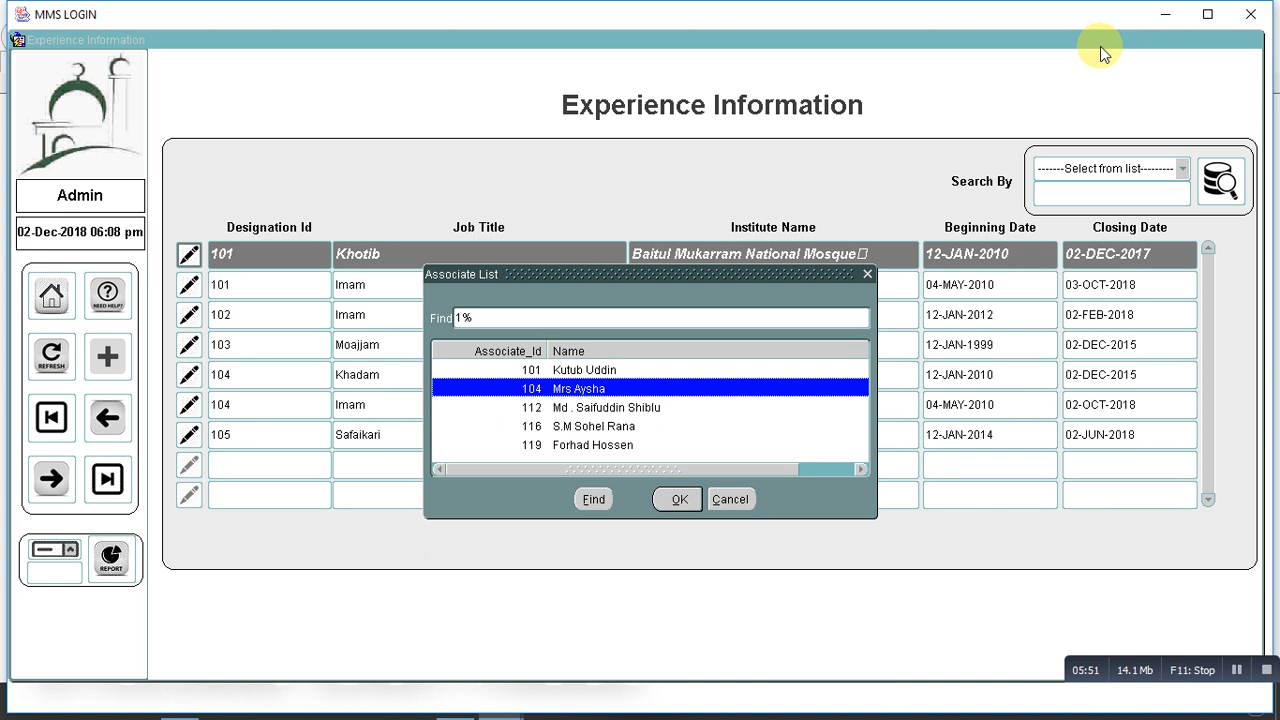 MMS LOGIN
Experience Information
Experience Information
Admin
02-Dec-2018 06:08 pm
NEED HELP?
REFRESH
REPORT
Search By
-------Select from list---------
Designation Id Job Title Institute Name Beginning Date Closing Date
101 Khotib Baitul Mukarram National Mosque 12-JAN-2010 02-DEC-2017
101 Imam 04-MAY-2010 03-OCT-2018
102 Imam 12-JAN-2012 02-FEB-2018
103 Moajjam 12-JAN-1999 02-DEC-2015
104 Khadam 12-JAN-2010 02-DEC-2015
104 Imam 04-MAY-2010 02-OCT-2018
105 Safaikari 12-JAN-2014 02-JUN-2018
Associate List
Find 1%
Associate_Id Name
101 Kutub Uddin
104 Mrs Aysha
112 Md . Saifuddin Shiblu
116 S.M Sohel Rana
119 Forhad Hossen
Find OK Cancel
05:51 14.1 Mb F11: Stop